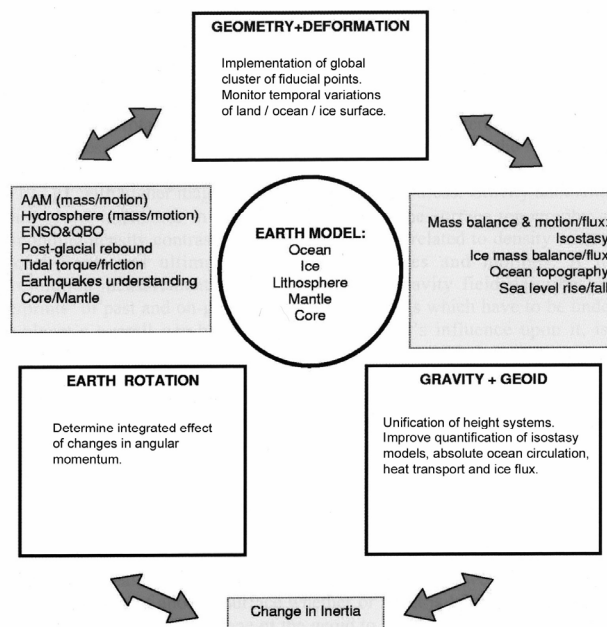 GEOMETRY+DEFORMATION
Implementation of global
cluster of fiducial points.
Monitor temporal variations
of land / ocean / ice surface.
AAM (mass/motion)
Hydrosphere (mass/motion)
ENSO&QBO
Post-glacial rebound
Tidal torque/friction
Earthquakes understanding
Core/Mantle
EARTH MODEL:
Ocean
Ice
Lithosphere
Mantle
Core
Mass balance & motion/flux:
Isostasy
Ice mass balance/flux
Ocean topography
Sea level rise/fall
EARTH ROTATION
Determine integrated effect
of changes in angular
momentum.
GRAVITY + GEOID
Unification of height systems.
Improve quantification of isostasy
models, absolute ocean circulation,
heat transport and ice flux.
Change in Inertia